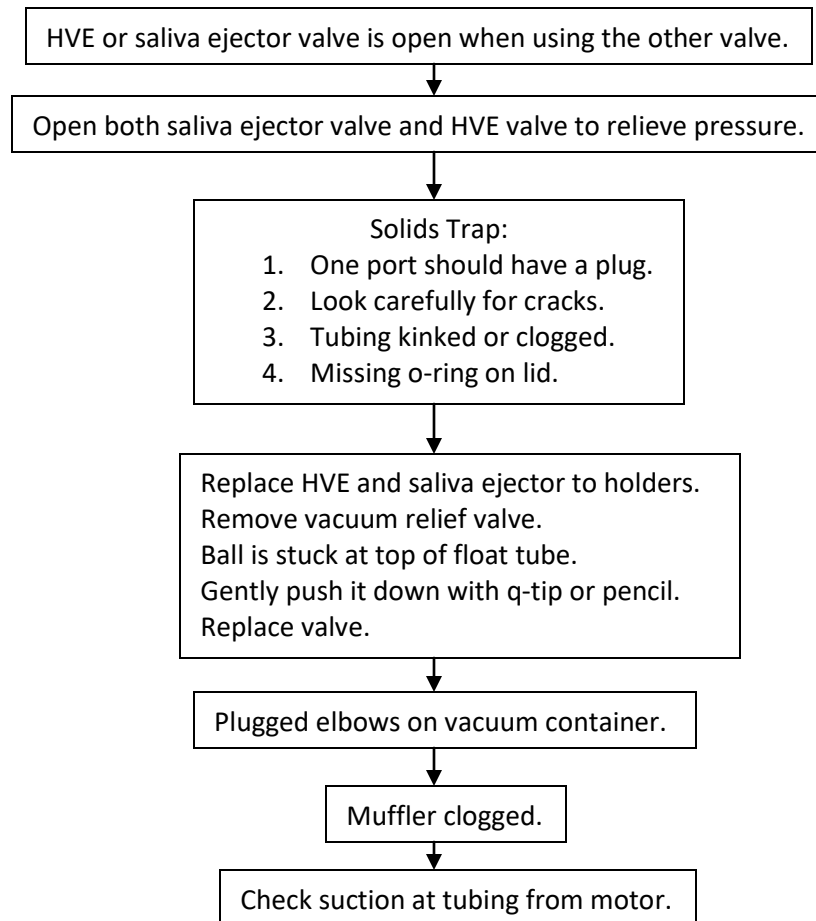 HVE or saliva ejector valve is open when using the other valve.
Open both saliva ejector valve and HVE valve to relieve pressure.
Solids Trap:
1. One port should have a plug.
2. Look carefully for cracks.
3. Tubing kinked or clogged.
4. Missing o-ring on lid.
Replace HVE and saliva ejector to holders.
Remove vacuum relief valve.
Ball is stuck at top of float tube.
Gently push it down with q-tip or pencil.
Replace valve.
Plugged elbows on vacuum container.
Muffler clogged.
Check suction at tubing from motor.